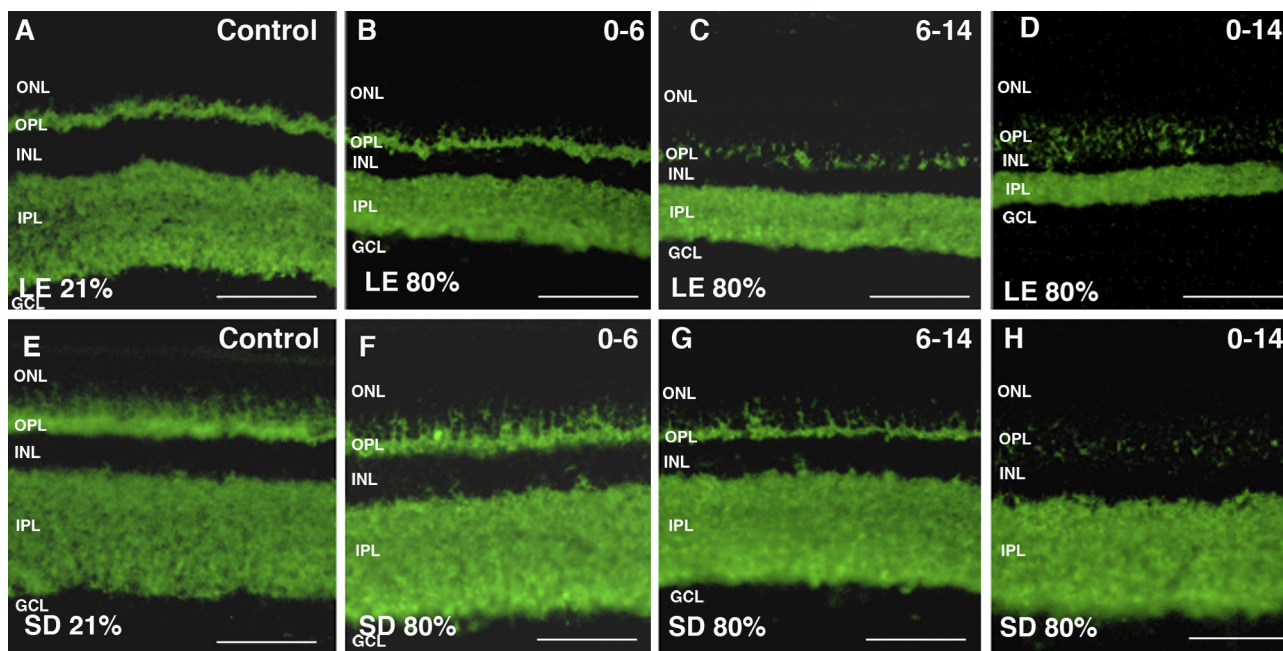 A Control
ONL
OPL
INL
IPL
LE 21%
GCL
B 0-6
ONL
OPL
INL
IPL
GCL
LE 80%
C 6-14
ONL
OPL
INL
IPL
GCL
LE 80%
D 0-14
ONL
OPL
INL
IPL
GCL
LE 80%
E Control
ONL
OPL
INL
IPL
GCL
SD 21%
F 0-6
ONL
OPL
INL
IPL
SD 80%
GCL
G 6-14
ONL
OPL
INL
IPL
GCL
SD 80%
H 0-14
ONL
OPL
INL
IPL
SD 80%